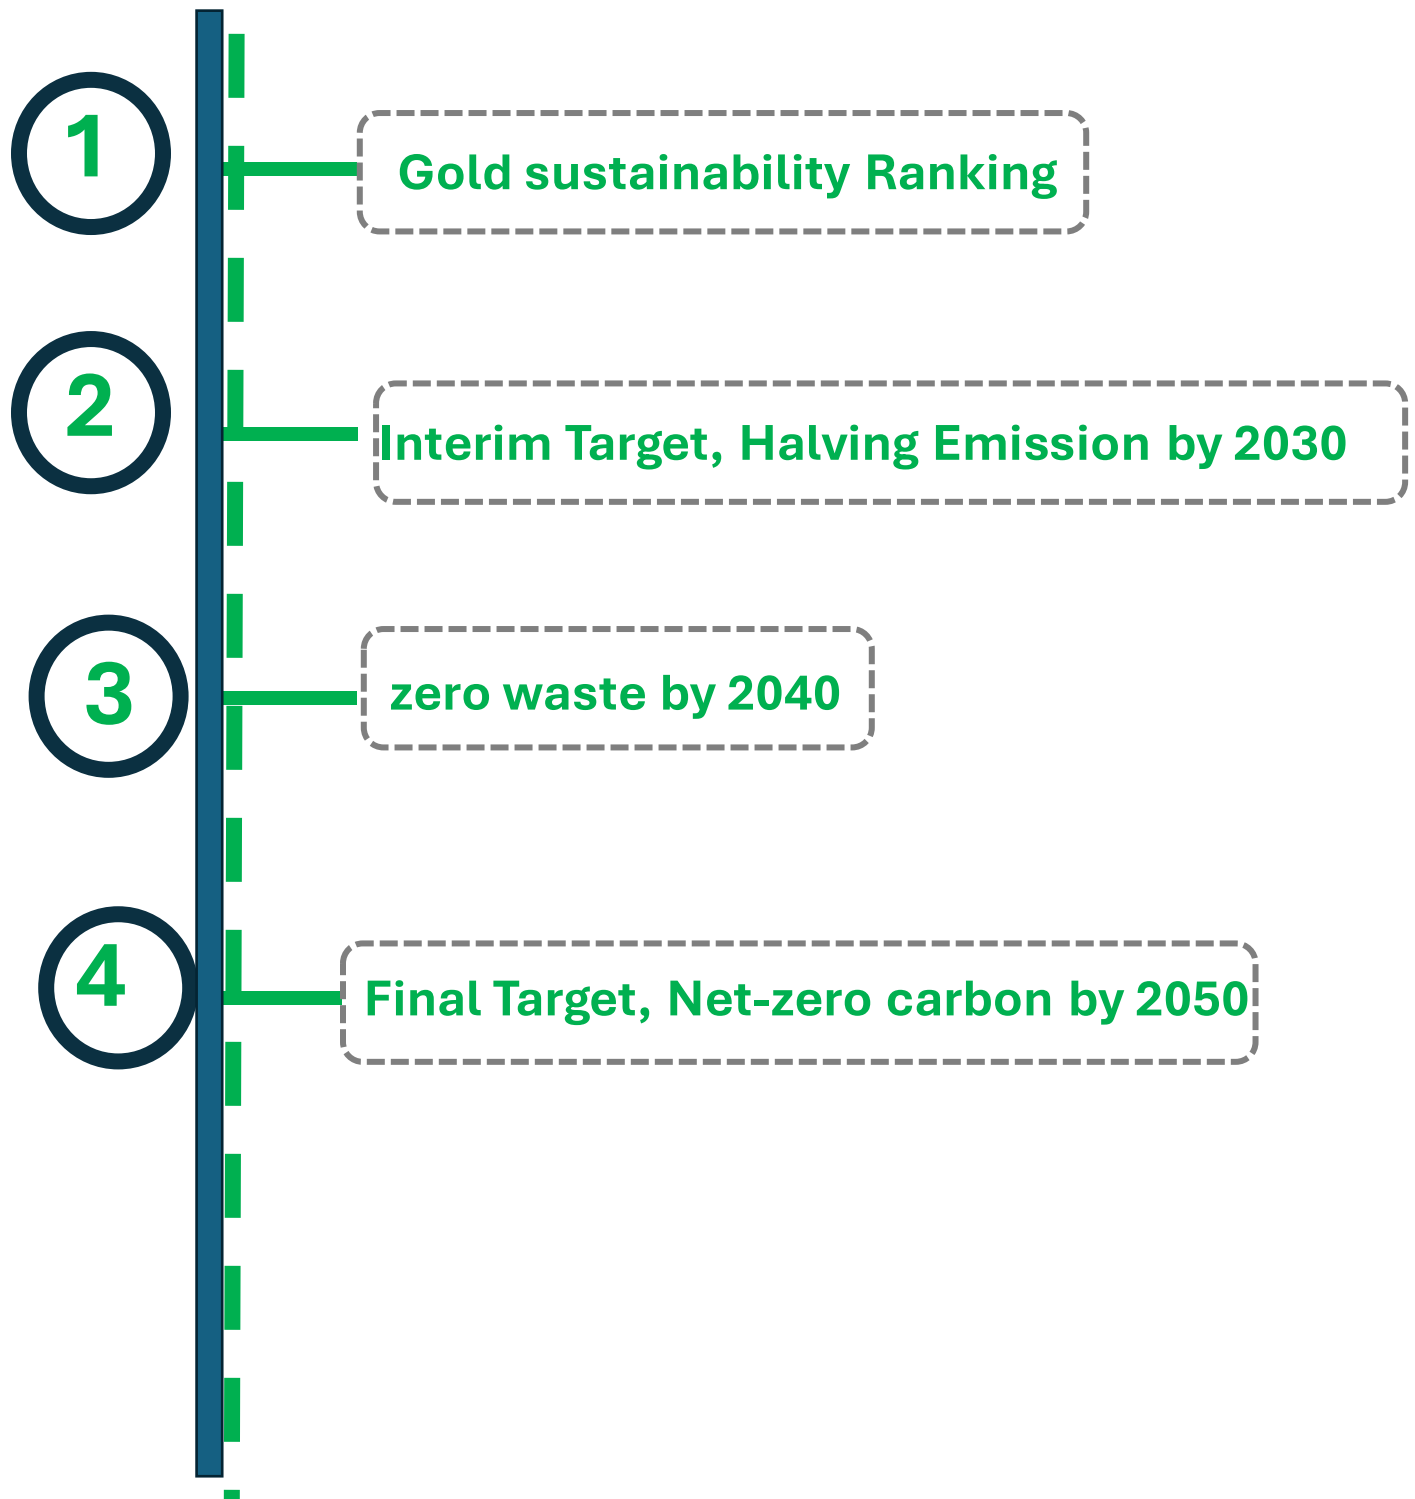 1
Gold sustainability Ranking
2
Interim Target, Halving Emission by 2030
3
zero waste by 2040
4
Final Target, Net-zero carbon by 2050